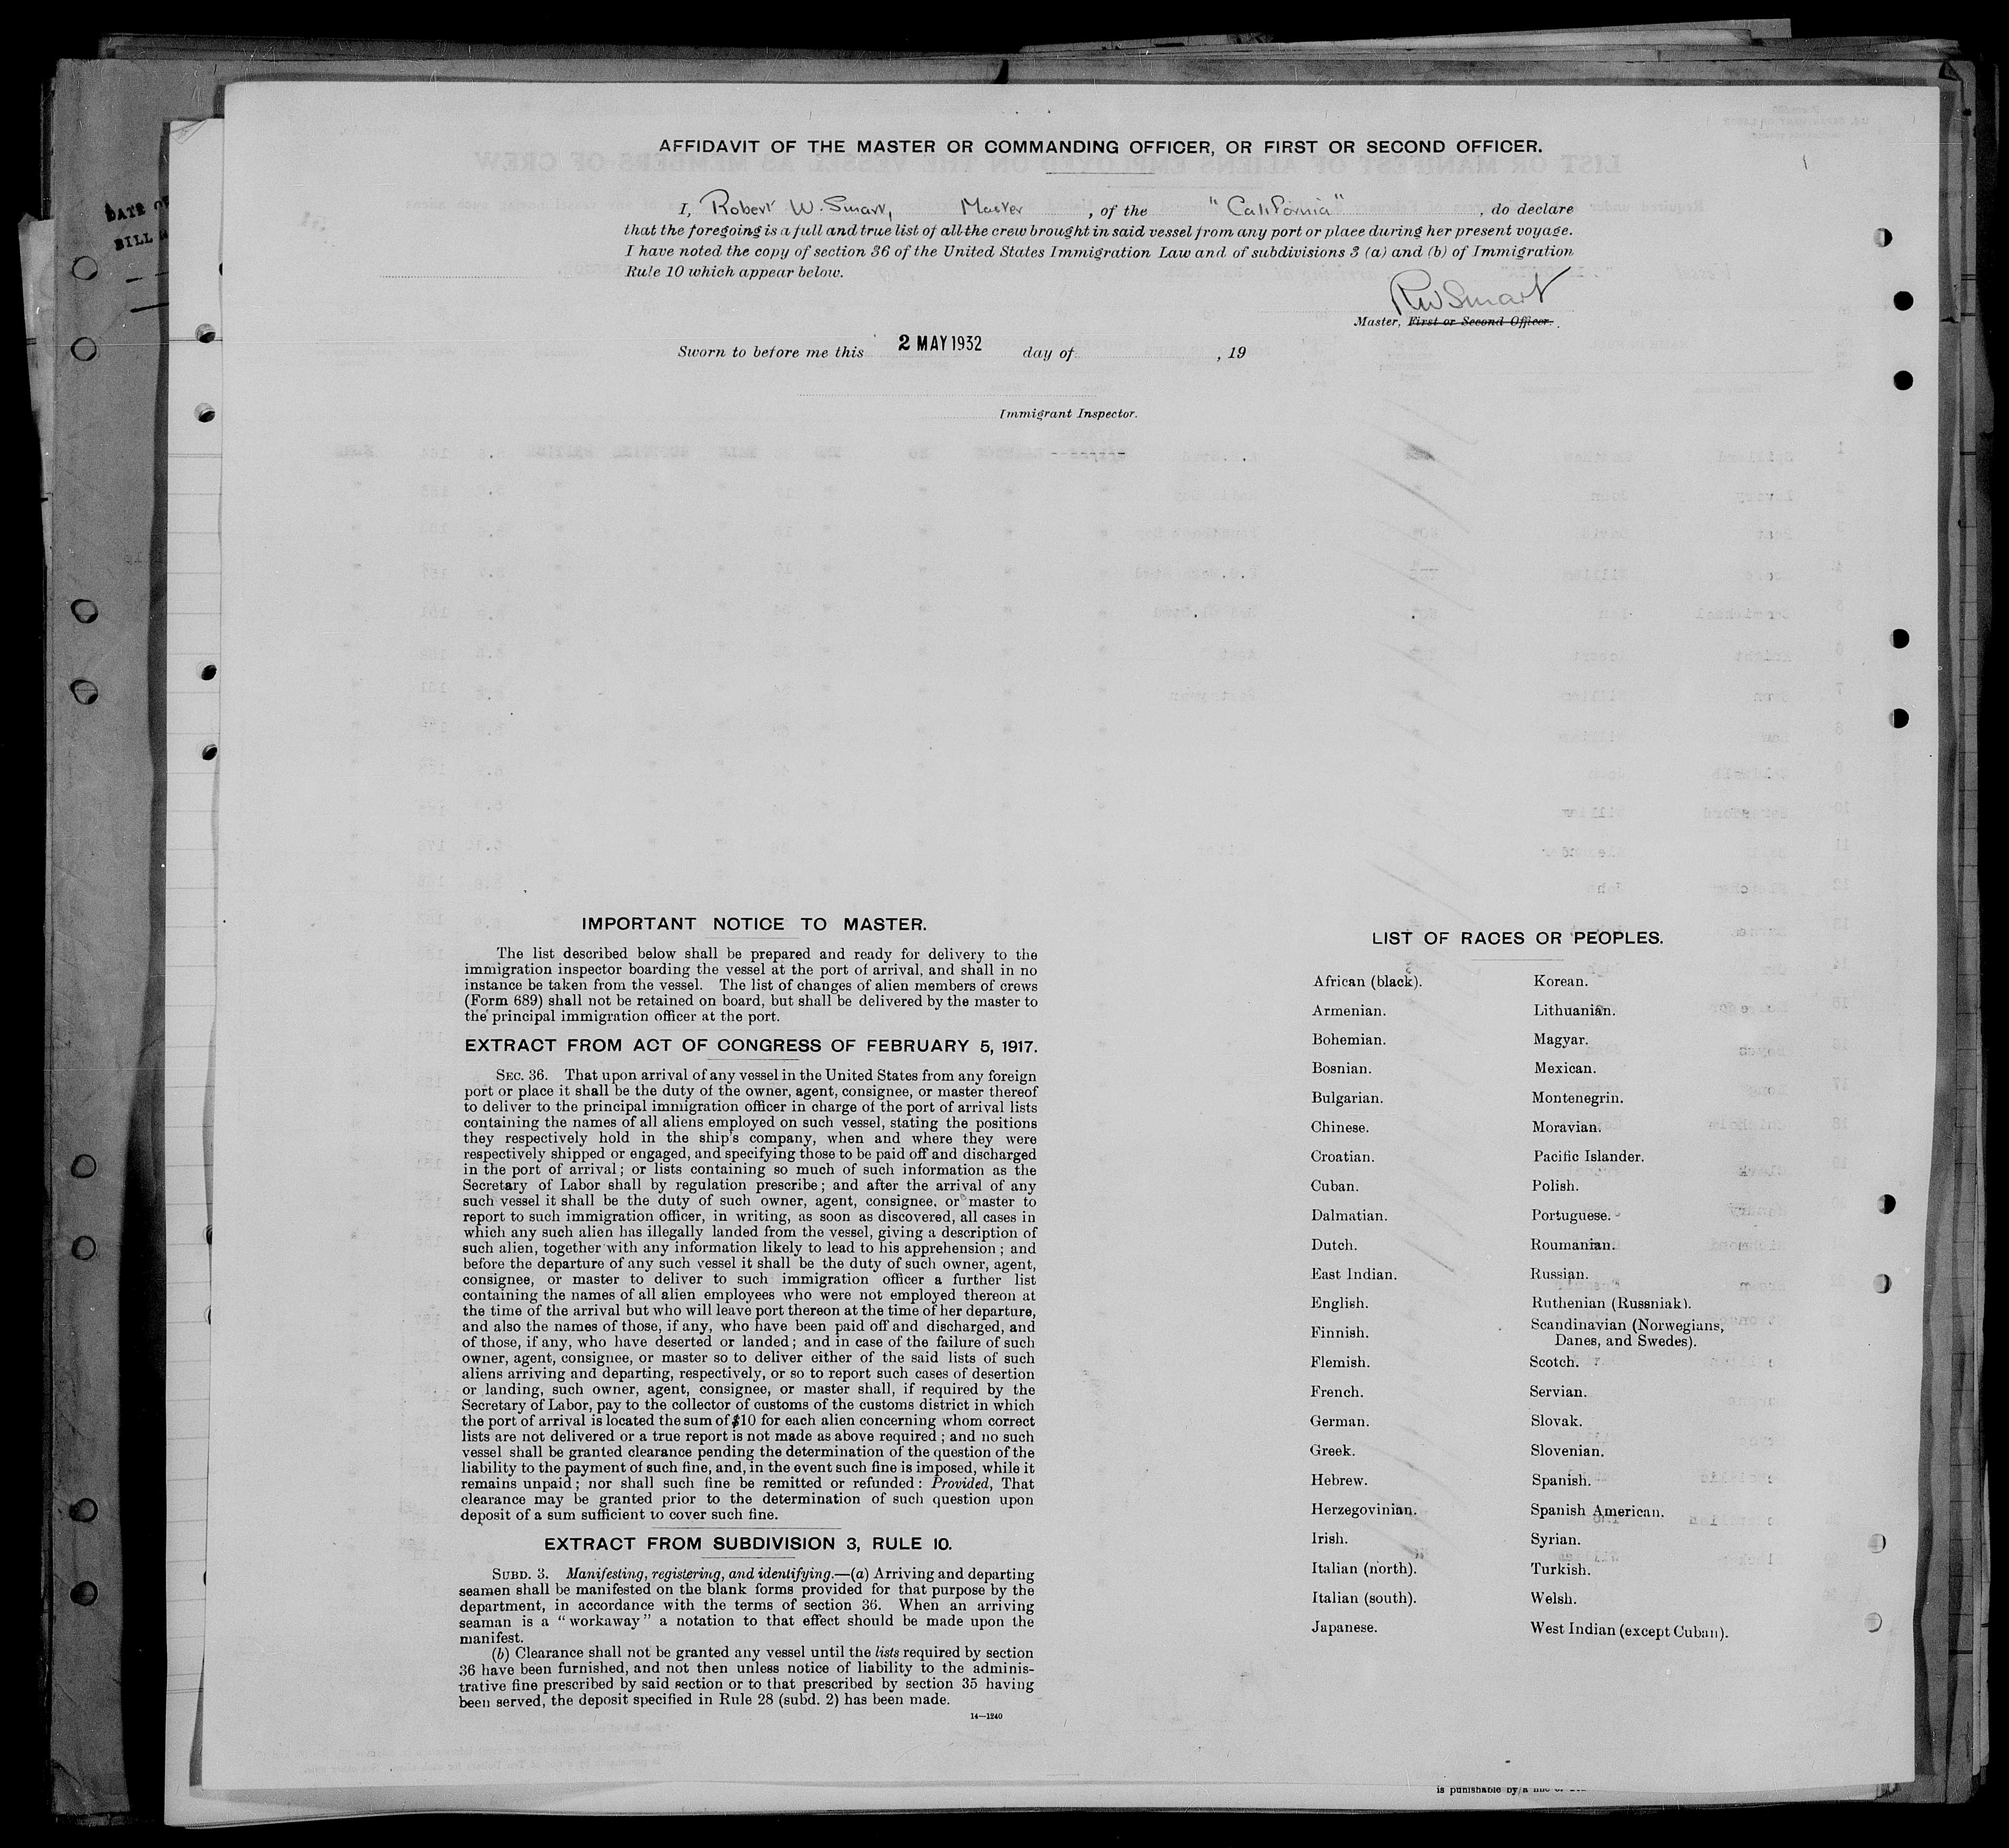 AFFIDAVIT OF THE MASTER OR COMMANDING OFFICER, OR FIRST OR SECOND OFFICER.
I, Robert W. Smart, Master , of the "California" , do declare
that the foregoing is a full and true list of all the crew brought in said vessel from any port or place during her present voyage.
I have noted the copy of section 36 of the United States Immigration Law and of subdivisions 3 (a) and (b) of Immigration
Rule 10 which appear below.
RW Smart
Master, First or Second Officer.
Sworn to before me this 2 MAY 1932 day of , 19
Immigrant Inspector.
DATE OF
BILL
IMPORTANT NOTICE TO MASTER.
The list described below shall be prepared and ready for delivery to the
immigration inspector boarding the vessel at the port of arrival, and shall in no
instance be taken from the vessel. The list of changes of alien members of crews
(Form 689) shall not be retained on board, but shall be delivered by the master to
the principal immigration officer at the port.
EXTRACT FROM ACT OF CONGRESS OF FEBRUARY 5, 1917.
SEC. 36. That upon arrival of any vessel in the United States from any foreign
port or place it shall be the duty of the owner, agent, consignee, or master thereof
to deliver to the principal immigration officer in charge of the port of arrival lists
containing the names of all aliens employed on such vessel, stating the positions
they respectively hold in the ship's company, when and where they were
respectively shipped or engaged, and specifying those to be paid off and discharged
in the port of arrival; or lists containing so much of such information as the
Secretary of Labor shall by regulation prescribe; and after the arrival of any
such vessel it shall be the duty of such owner, agent, consignee, or master to
report to such immigration officer, in writing, as soon as discovered, all cases in
which any such alien has illegally landed from the vessel, giving a description of
such alien, together with any information likely to lead to his apprehension; and
before the departure of any such vessel it shall be the duty of such owner, agent,
consignee, or master to deliver to such immigration officer a further list
containing the names of all alien employees who were not employed thereon at
the time of the arrival but who will leave port thereon at the time of her departure,
and also the names of those, if any, who have been paid off and discharged, and
of those, if any, who have deserted or landed; and in case of the failure of such
owner, agent, consignee, or master so to deliver either of the said lists of such
aliens arriving and departing, respectively, or so to report such cases of desertion
or landing, such owner, agent, consignee, or master shall, if required by the
Secretary of Labor, pay to the collector of customs of the customs district in which
the port of arrival is located the sum of $10 for each alien concerning whom correct
lists are not delivered or a true report is not made as above required; and no such
vessel shall be granted clearance pending the determination of the question of the
liability to the payment of such fine, and, in the event such fine is imposed, while it
remains unpaid; nor shall such fine be remitted or refunded: Provided, That
clearance may be granted prior to the determination of such question upon
deposit of a sum sufficient to cover such fine.
EXTRACT FROM SUBDIVISION 3, RULE 10.
SUBD. 3. Manifesting, registering, and identifying.—(a) Arriving and departing
seamen shall be manifested on the blank forms provided for that purpose by the
department, in accordance with the terms of section 36. When an arriving
seaman is a "workaway" a notation to that effect should be made upon the
manifest.
(b) Clearance shall not be granted any vessel until the lists required by section
36 have been furnished, and not then unless notice of liability to the adminis-
trative fine prescribed by said section or to that prescribed by section 35 having
been served, the deposit specified in Rule 28 (subd. 2) has been made.
14—1240
LIST OF RACES OR PEOPLES.
African (black). Korean.
Armenian. Lithuanian.
Bohemian. Magyar.
Bosnian. Mexican.
Bulgarian. Montenegrin.
Chinese. Moravian.
Croatian. Pacific Islander.
Cuban. Polish.
Dalmatian. Portuguese.
Dutch. Roumanian.
East Indian. Russian.
English. Ruthenian (Russniak).
Finnish. Scandinavian (Norwegians,
Danes, and Swedes).
Flemish. Scotch.
French. Servian.
German. Slovak.
Greek. Slovenian.
Hebrew. Spanish.
Herzegovinian. Spanish American.
Irish. Syrian.
Italian (north). Turkish.
Italian (south). Welsh.
Japanese. West Indian (except Cuban).
is punishable by a fine of